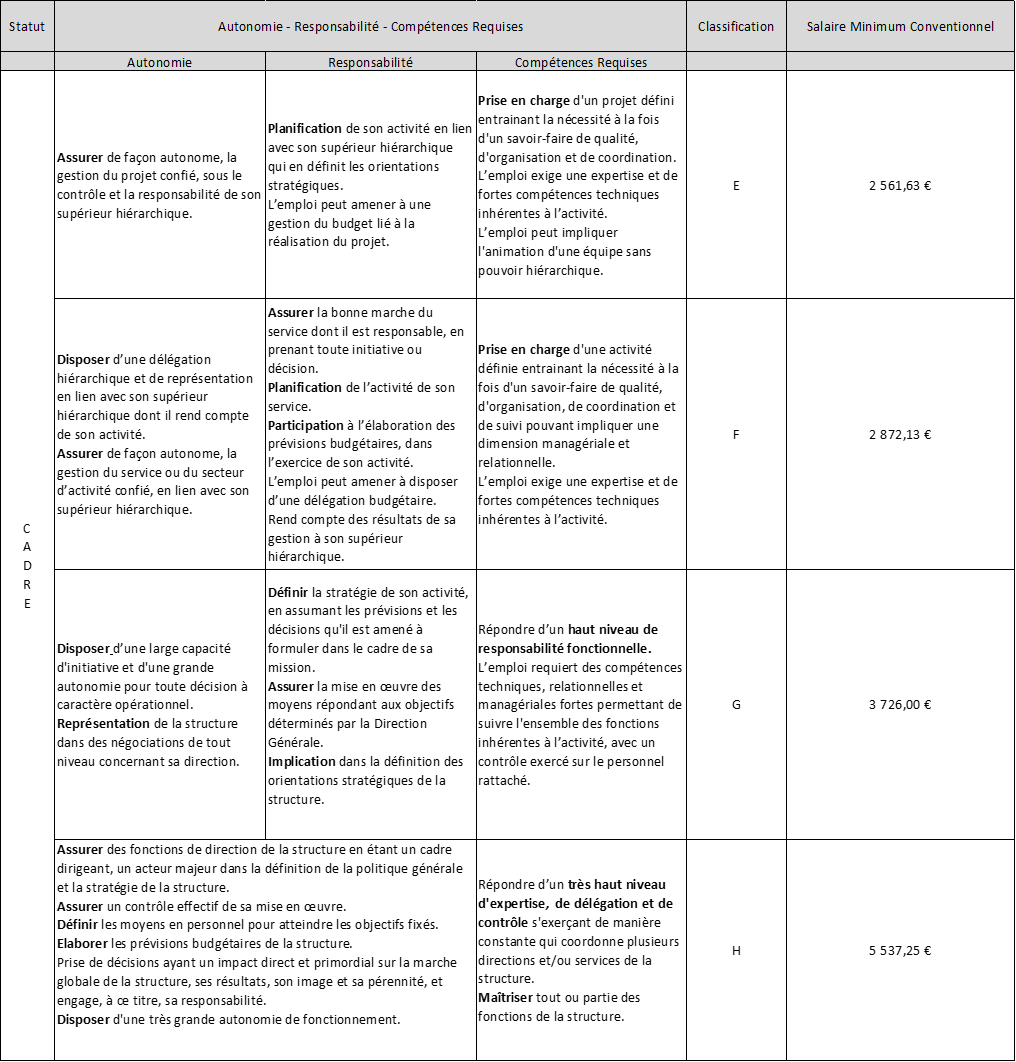 Statut
Autonomie - Responsabilité - Compétences Requises
Classification
Salaire Minimum Conventionnel
Autonomie
Responsabilité
Compétences Requises
C
A
D
R
E
Assurer de façon autonome, la
gestion du projet confié, sous le
contrôle et la responsabilité de son
supérieur hiérarchique.
Planification de son activité en lien
avec son supérieur hiérarchique
qui en définit les orientations
stratégiques.
L’emploi peut amener à une
gestion du budget lié à la
réalisation du projet.
Prise en charge d'un projet défini
entrainant la nécessité à la fois
d'un savoir-faire de qualité,
d'organisation et de coordination.
L’emploi exige une expertise et de
fortes compétences techniques
inhérentes à l’activité.
L’emploi peut impliquer
l'animation d'une équipe sans
pouvoir hiérarchique.
E
2 561,63 €
Disposer d’une délégation
hiérarchique et de représentation
en lien avec son supérieur
hiérarchique dont il rend compte
de son activité.
Assurer de façon autonome, la
gestion du service ou du secteur
d’activité confié, en lien avec son
supérieur hiérarchique.
Assurer la bonne marche du
service dont il est responsable, en
prenant toute initiative ou
décision.
Planification de l’activité de son
service.
Participation à l’élaboration des
prévisions budgétaires, dans
l’exercice de son activité.
L’emploi peut amener à disposer
d’une délégation budgétaire.
Rend compte des résultats de sa
gestion à son supérieur
hiérarchique.
Prise en charge d'une activité
définie entrainant la nécessité à la
fois d'un savoir-faire de qualité,
d'organisation, de coordination et
de suivi pouvant impliquer une
dimension managériale et
relationnelle.
L’emploi exige une expertise et de
fortes compétences techniques
inhérentes à l’activité.
F
2 872,13 €
Disposer d’une large capacité
d'initiative et d'une grande
autonomie pour toute décision à
caractère opérationnel.
Représentation de la structure
dans des négociations de tout
niveau concernant sa direction.
Définir la stratégie de son activité,
en assumant les prévisions et les
décisions qu'il est amené à
formuler dans le cadre de sa
mission.
Assurer la mise en œuvre des
moyens répondant aux objectifs
déterminés par la Direction
Générale.
Implication dans la définition des
orientations stratégiques de la
structure.
Répondre d’un haut niveau de
responsabilité fonctionnelle.
L’emploi requiert des compétences
techniques, relationnelles et
managériales fortes permettant de
suivre l'ensemble des fonctions
inhérentes à l’activité, avec un
contrôle exercé sur le personnel
rattaché.
G
3 726,00 €
Assurer des fonctions de direction de la structure en étant un cadre
dirigeant, un acteur majeur dans la définition de la politique générale
et la stratégie de la structure.
Assurer un contrôle effectif de sa mise en œuvre.
Définir les moyens en personnel pour atteindre les objectifs fixés.
Elaborer les prévisions budgétaires de la structure.
Prise de décisions ayant un impact direct et primordial sur la marche
globale de la structure, ses résultats, son image et sa pérennité, et
engage, à ce titre, sa responsabilité.
Disposer d'une très grande autonomie de fonctionnement.
Répondre d’un très haut niveau
d'expertise, de délégation et de
contrôle s'exerçant de manière
constante qui coordonne plusieurs
directions et/ou services de la
structure.
Maîtriser tout ou partie des
fonctions de la structure.
H
5 537,25 €